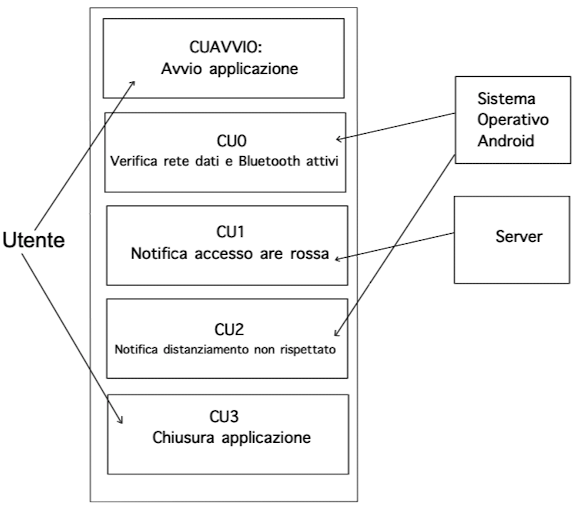 CUAVVIO:
Avvio applicazione
CU0
Verifica rete dati e Bluetooth attivi
CU1
Notifica accesso are rossa
CU2
Notifica distanziamento non rispettato
CU3
Chiusura applicazione
Utente
Sistema
Operativo
Android
Server